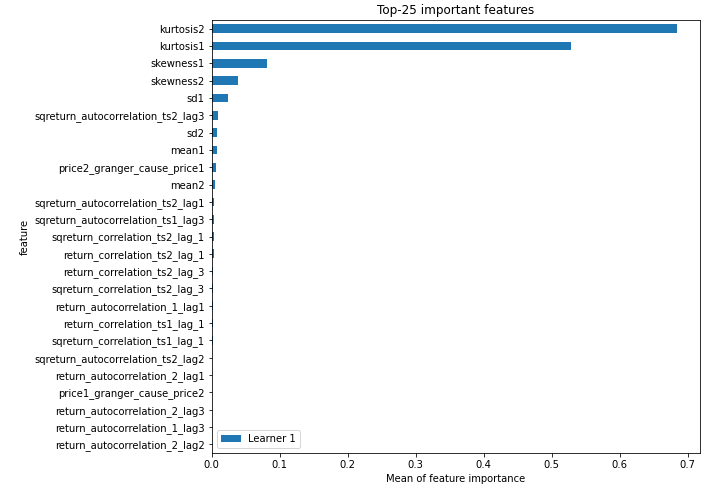 Top-25 important features
kurtosis2
kurtosis1
skewness1
skewness2
sd1
sqreturn_autocorrelation_ts2_lag3
sd2
mean1
price2_granger_cause_price1
mean2
sqreturn_autocorrelation_ts2_lag1
sqreturn_autocorrelation_ts1_lag3
sqreturn_correlation_ts2_lag_1
return_correlation_ts2_lag_1
return_correlation_ts2_lag_3
sqreturn_correlation_ts2_lag_3
return_autocorrelation_1_lag1
return_correlation_ts1_lag_1
sqreturn_correlation_ts1_lag_1
sqreturn_autocorrelation_ts2_lag2
return_autocorrelation_2_lag1
price1_granger_cause_price2
return_autocorrelation_2_lag3
return_autocorrelation_1_lag3
return_autocorrelation_2_lag2
feature
Learner 1
0.0 0.1 0.2 0.3 0.4 0.5 0.6 0.7
Mean of feature importance